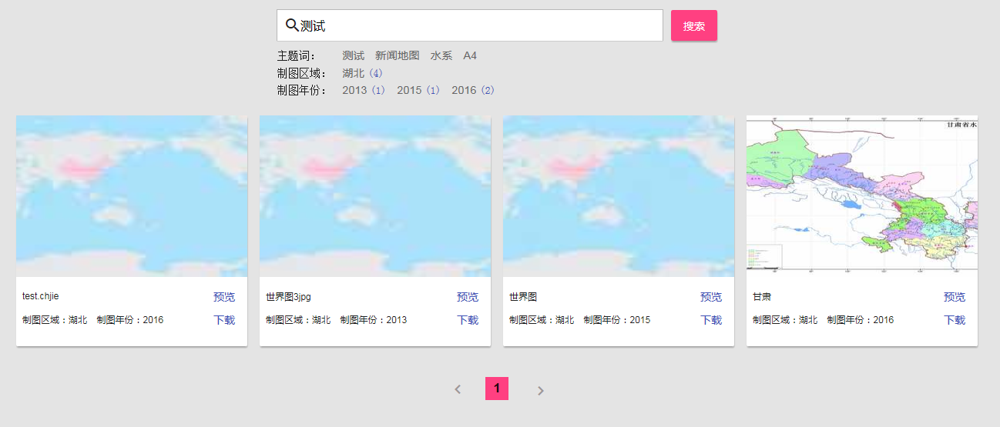 测试
搜索
主题词： 测试 新闻地图 水系 A4
制图区域： 湖北 (4)
制图年份： 2013 (1) 2015 (1) 2016 (2)
甘肃省水
test.chjie 预览
制图区域：湖北 制图年份：2016 下载
世界图3jpg 预览
制图区域：湖北 制图年份：2013 下载
世界图 预览
制图区域：湖北 制图年份：2015 下载
甘肃 预览
制图区域：湖北 制图年份：2016 下载
1